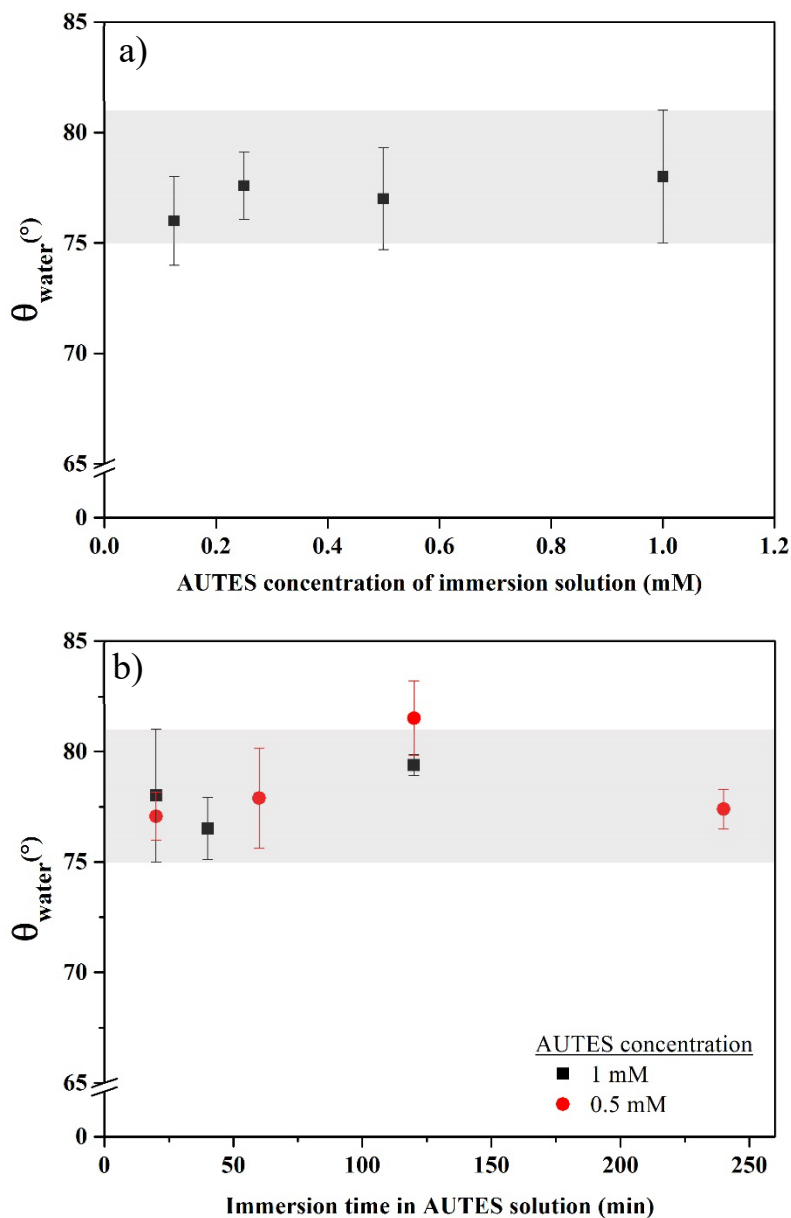 a)
85
80
75
70
65
0
θwater(°)
0.0 0.2 0.4 0.6 0.8 1.0 1.2
AUTES concentration of immersion solution (mM)
b)
85
80
75
70
65
0
θwater(°)
AUTES concentration
1 mM
0.5 mM
0 50 100 150 200 250
Immersion time in AUTES solution (min)